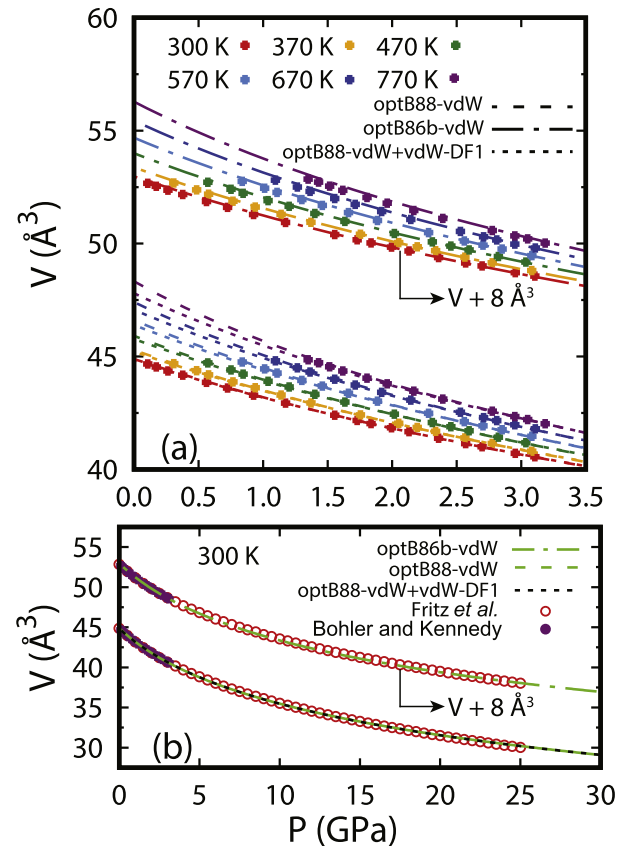 300 K 370 K 470 K
570 K 670 K 770 K
optB88-vdW
optB86b-vdW
optB88-vdW+vdW-DF1
V + 8 Å³
(a)
V (Å³)
60
55
50
45
40
0.0 0.5 1.0 1.5 2.0 2.5 3.0 3.5
300 K
optB86b-vdW
optB88-vdW
optB88-vdW+vdW-DF1
Fritz et al.
Bohler and Kennedy
V + 8 Å³
(b)
V (Å³)
55
50
45
40
35
30
0 5 10 15 20 25 30
P (GPa)